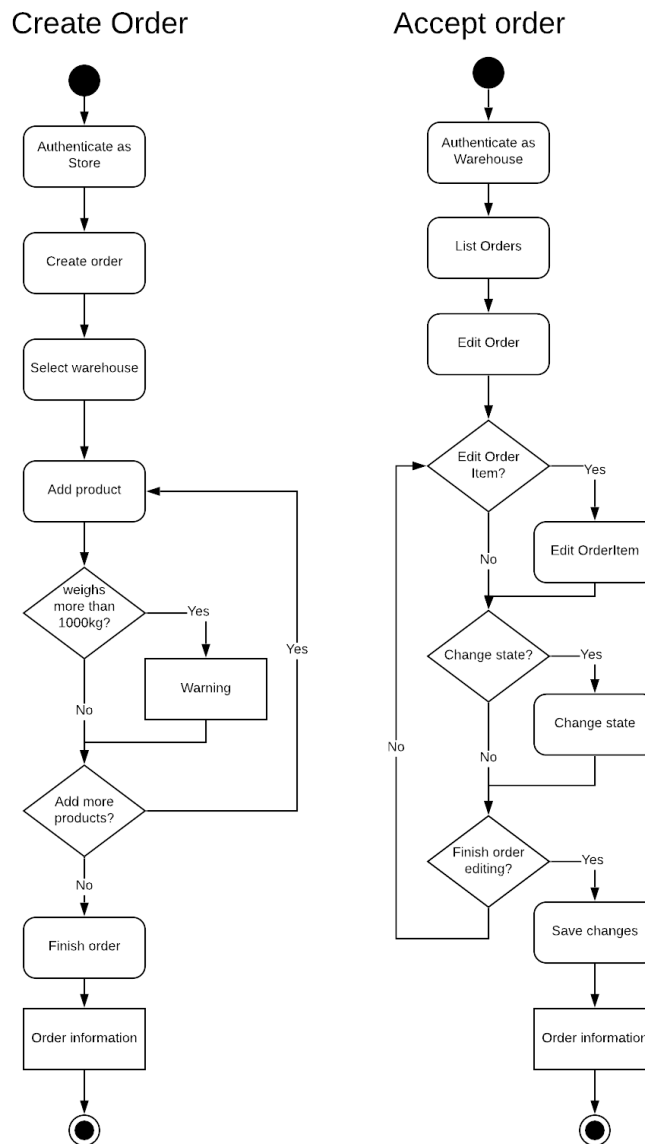 Create Order
Authenticate as
Store
Create order
Select warehouse
Add product
weighs
more than
1000kg?
Yes
Warning
Yes
No
Add more
products?
No
Finish order
Order information
Accept order
Authenticate as
Warehouse
List Orders
Edit Order
Edit Order
Item?
Yes
Edit OrderItem
No
Change state?
Yes
Change state
No
No
Finish order
editing?
Yes
Save changes
Order information